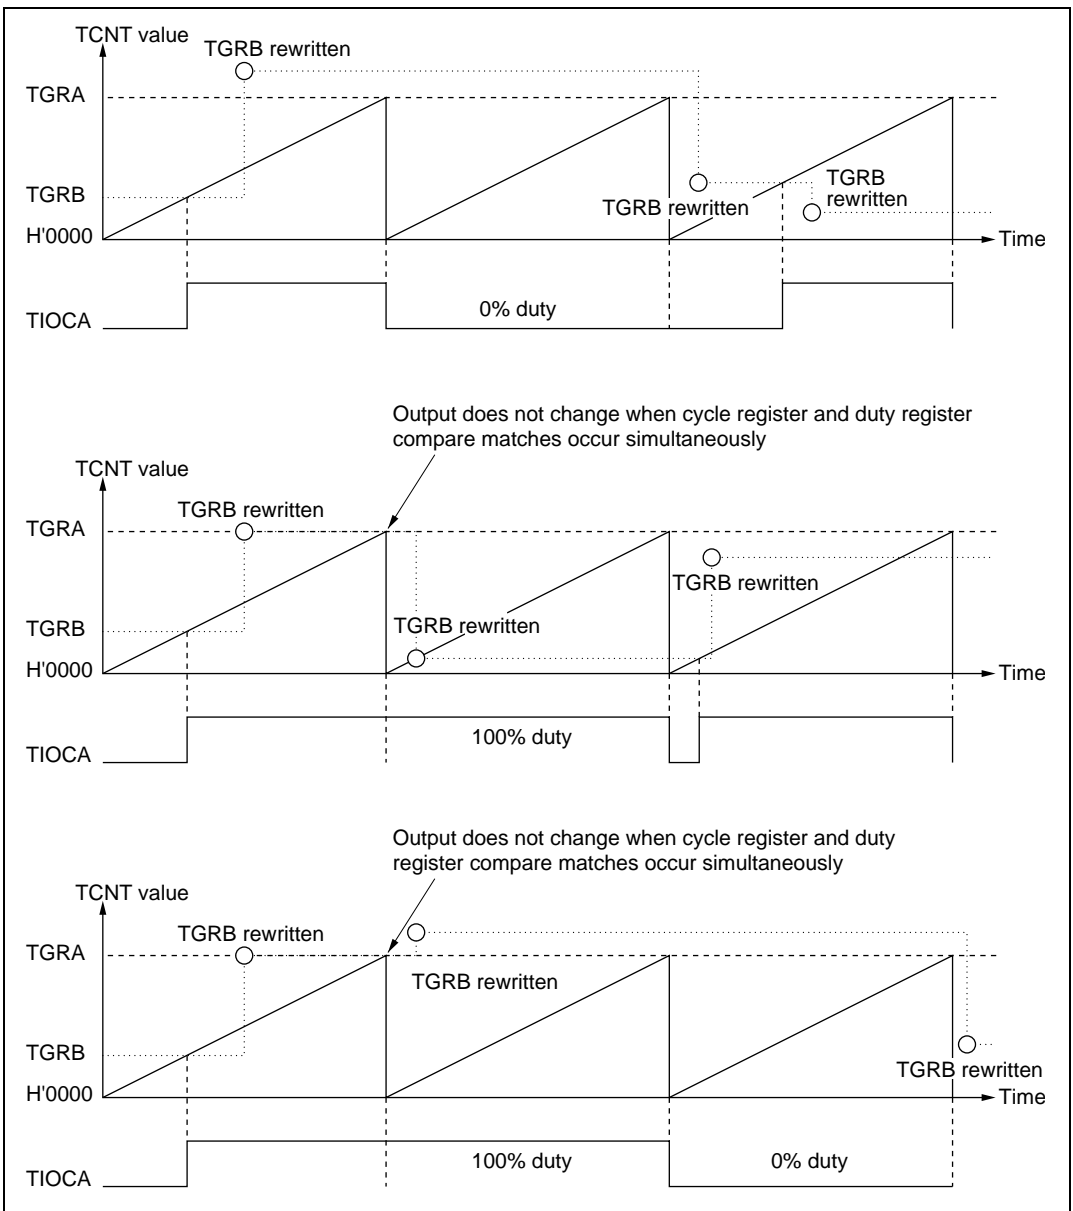 TCNT value
TGRB rewritten
TGRA
TGRB
TGRB
rewritten
TGRB rewritten
H'0000
Time
TIOCA
0% duty
Output does not change when cycle register and duty register
compare matches occur simultaneously
TCNT value
TGRB rewritten
TGRA
TGRB rewritten
TGRB
TGRB rewritten
H'0000
Time
TIOCA
100% duty
Output does not change when cycle register and duty
register compare matches occur simultaneously
TCNT value
TGRB rewritten
TGRA
TGRB rewritten
TGRB
TGRB rewritten
H'0000
Time
TIOCA
100% duty
0% duty